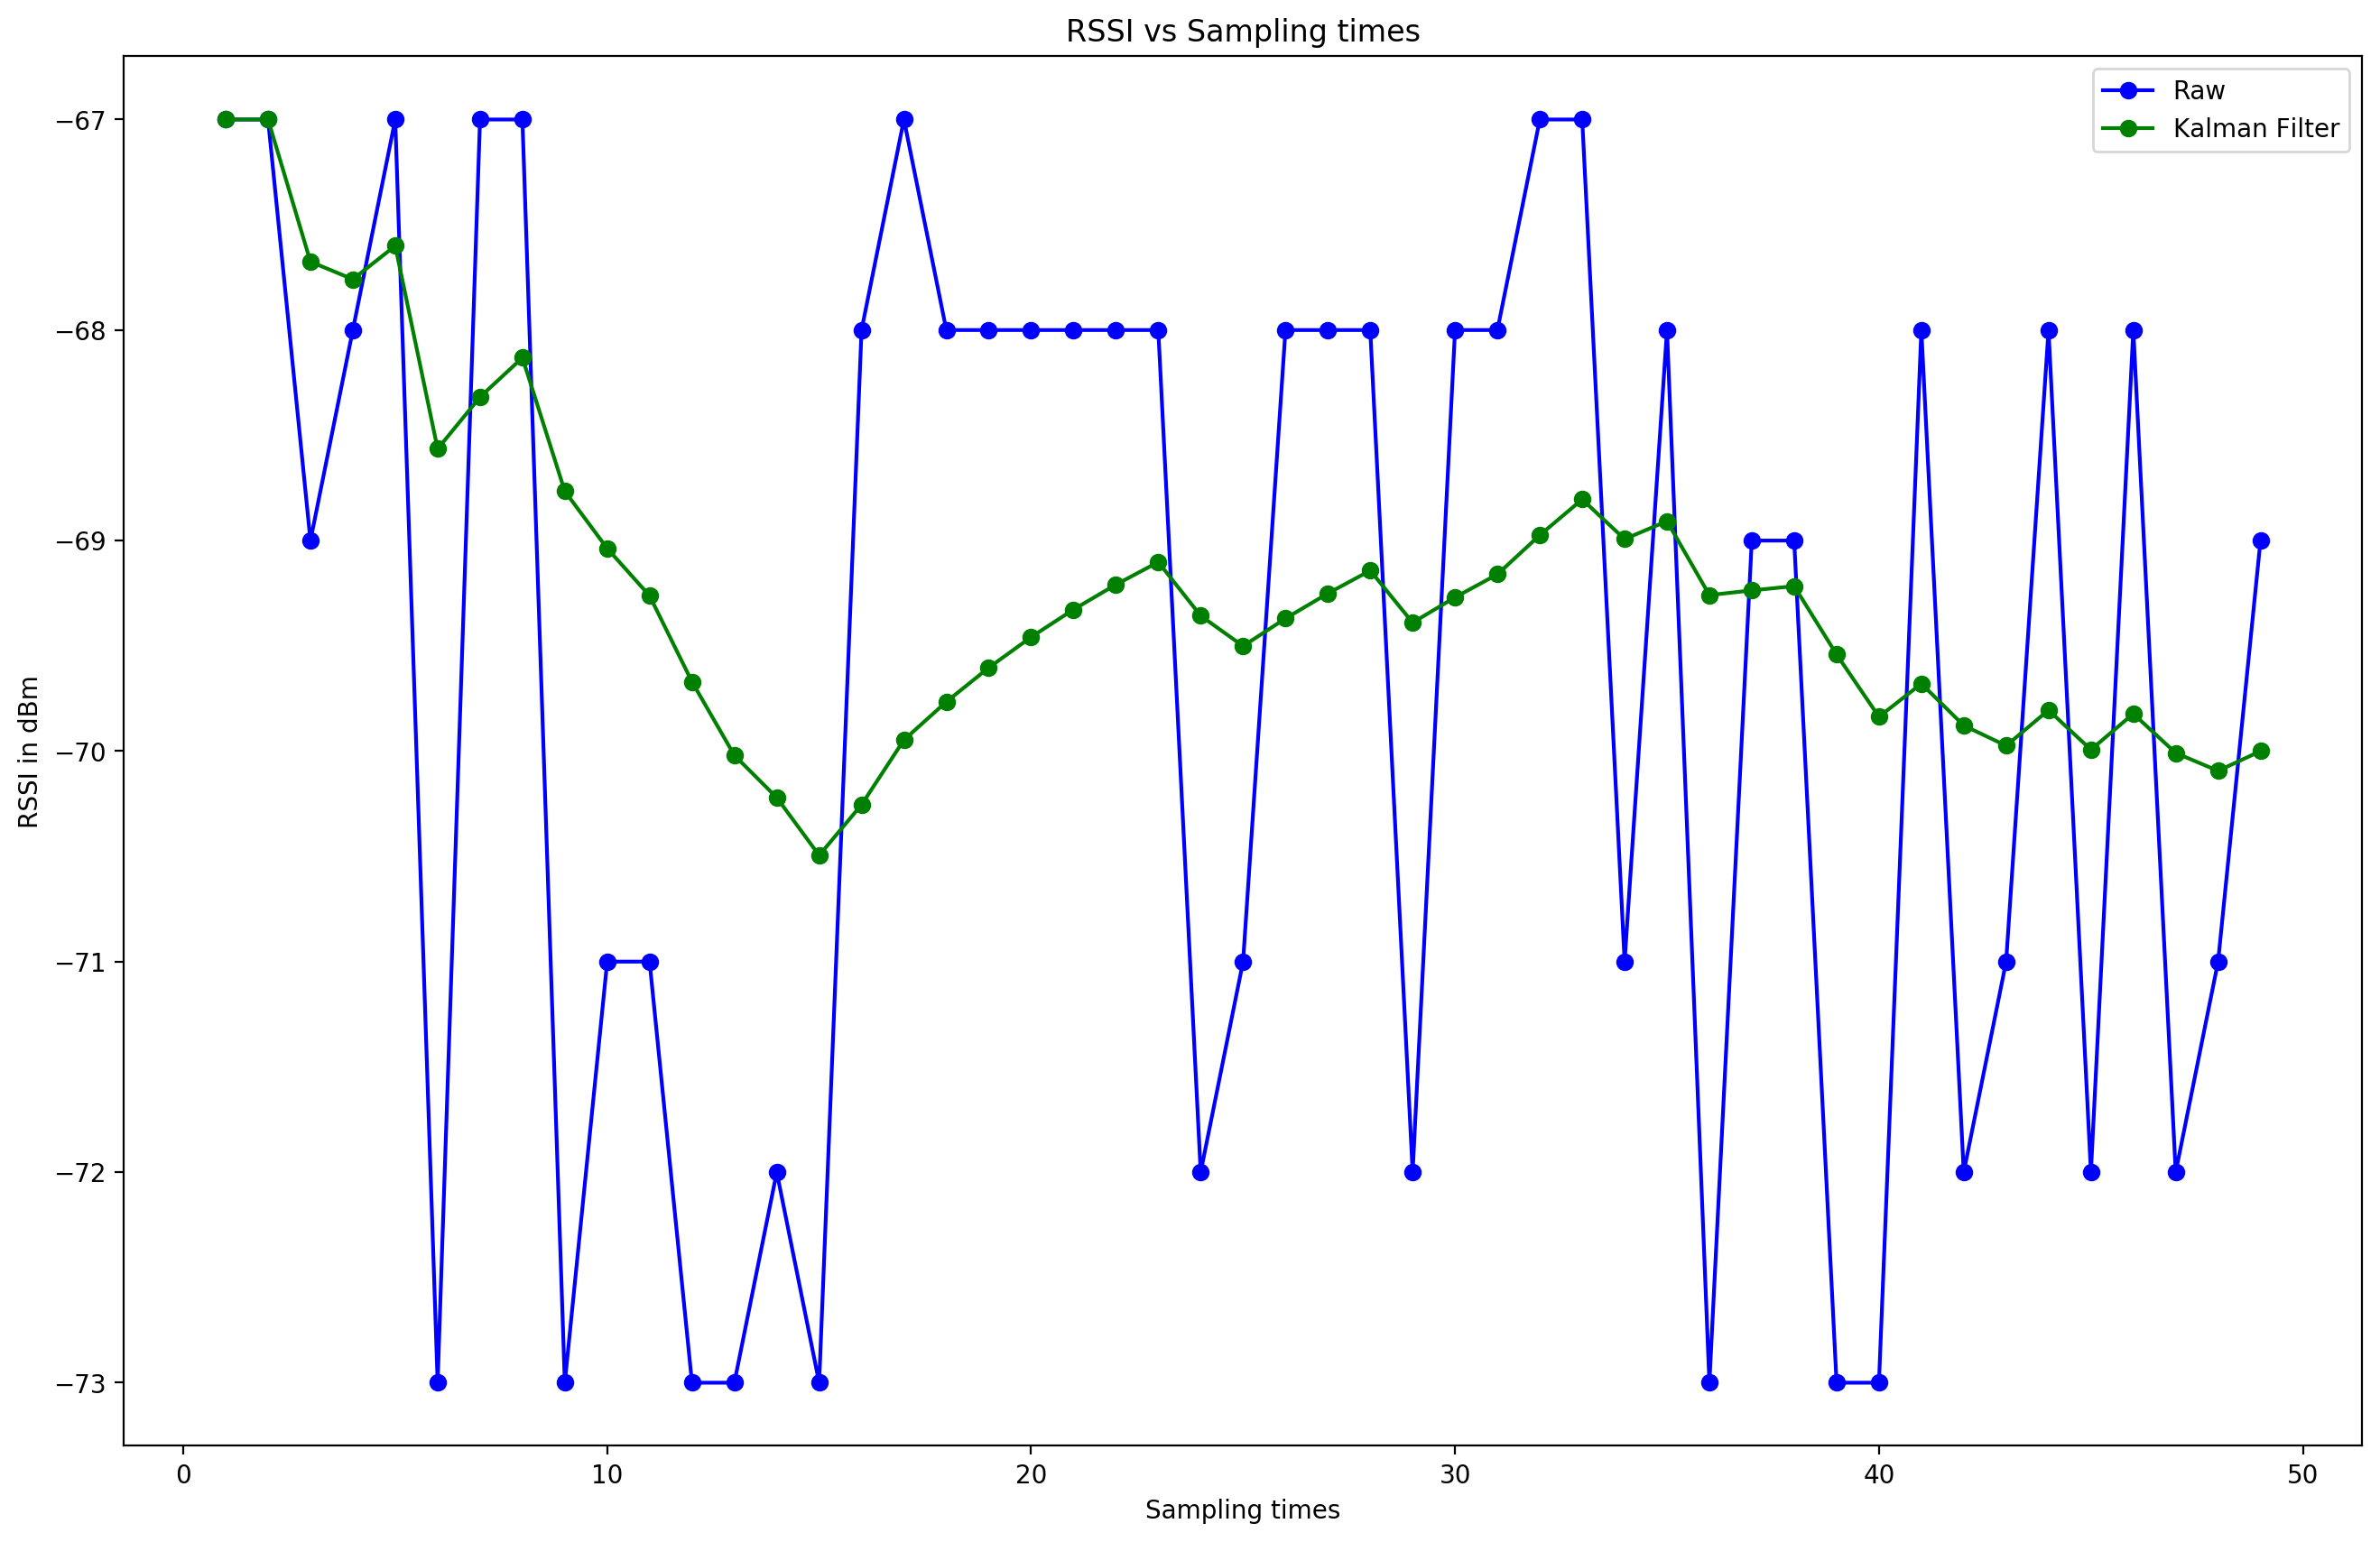 RSSI vs Sampling times
Raw
Kalman Filter
RSSI in dBm
−67
−68
−69
−70
−71
−72
−73
0 10 20 30 40 50
Sampling times